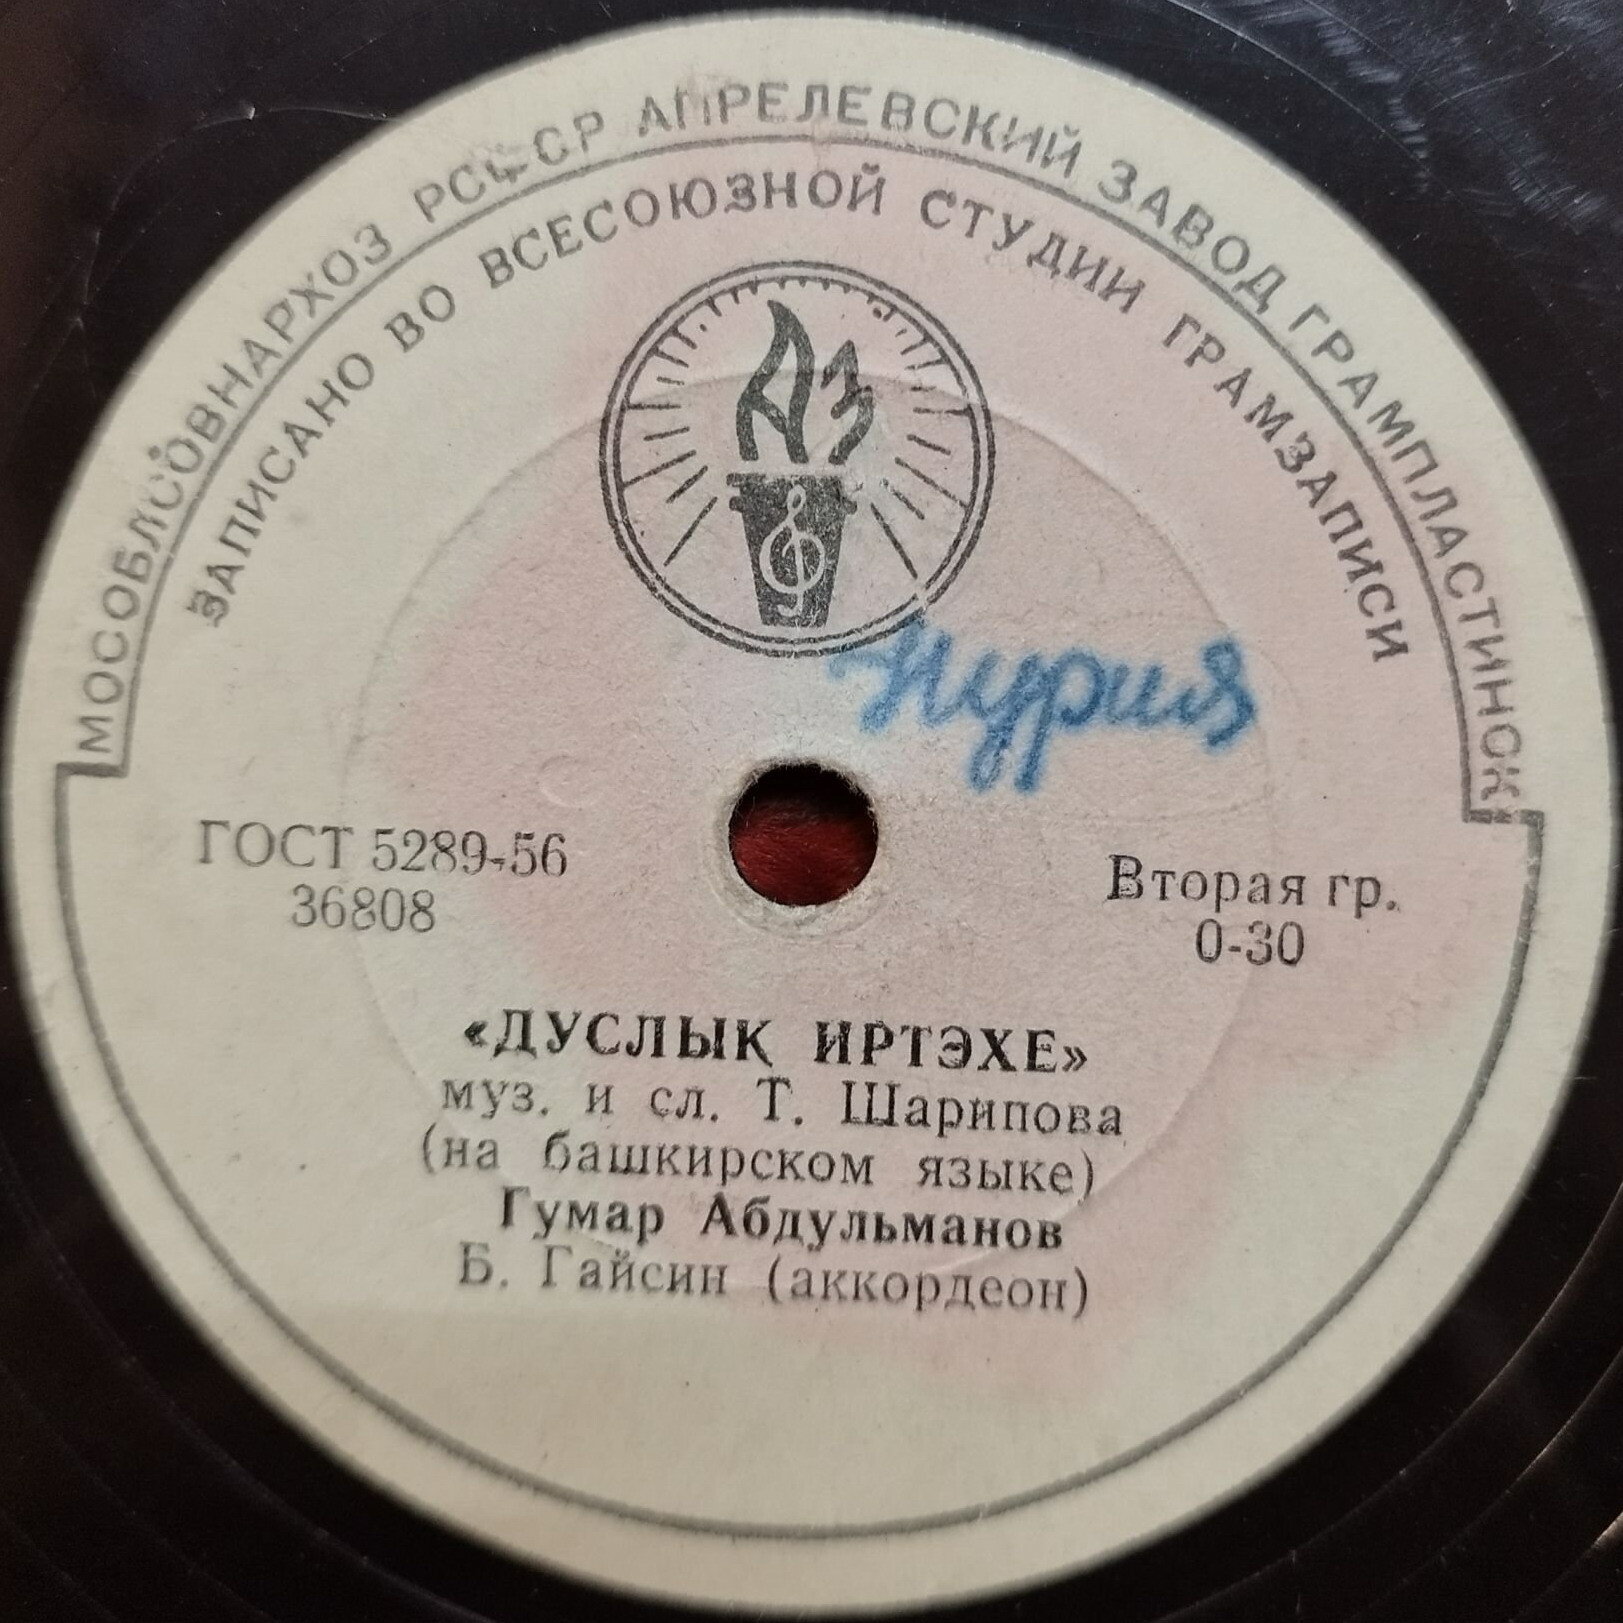 МОСОБЛСОВНАРХОЗ РСФСР АПРЕЛЕВСКИЙ ЗАВОД ГРАМПЛАСТИНОК
ЗАПИСАНО ВО ВСЕСОЮЗНОЙ СТУДИИ ГРАМЗАПИСИ
АЗ
Нурия
ГОСТ 5289-56
36808
Вторая гр.
0-30
«ДУСЛЫҠ ИРТЭХЕ»
муз. и сл. Т. Шарипова
(на башкирском языке)
Гумар Абдульманов
Б. Гайсин (аккордеон)